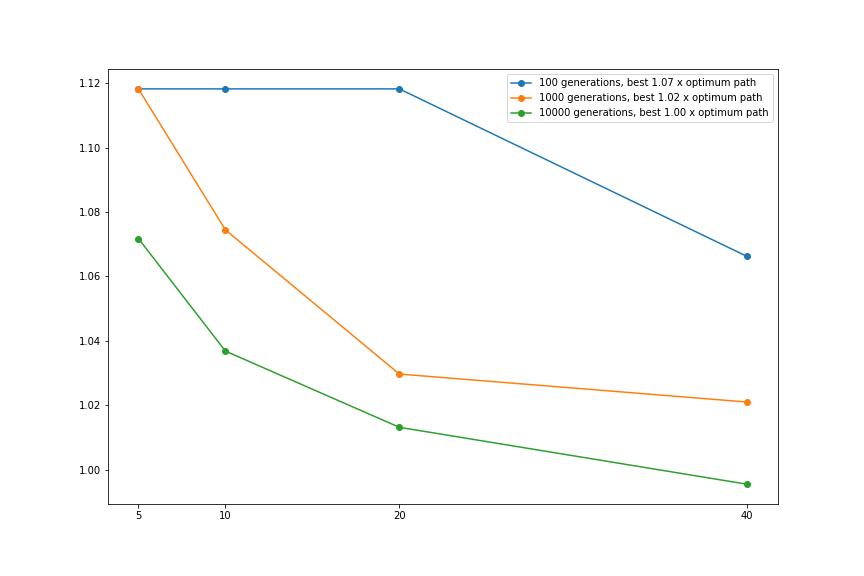 1.12
1.10
1.08
1.06
1.04
1.02
1.00
100 generations, best 1.07 x optimum path
1000 generations, best 1.02 x optimum path
10000 generations, best 1.00 x optimum path
5 10 20 40